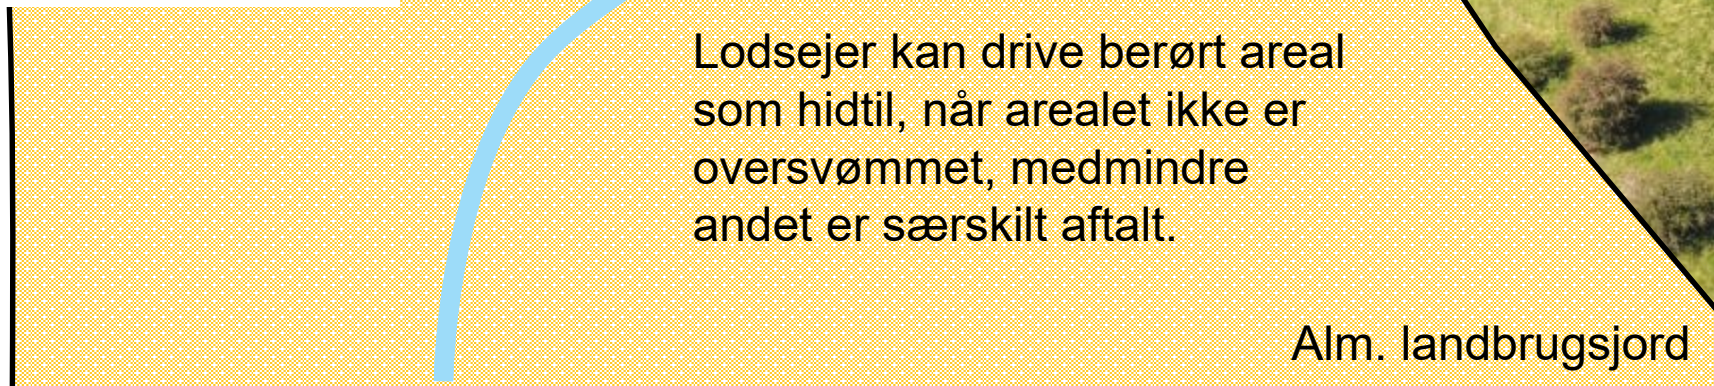 Lodsejer kan drive berørt areal
som hidtil, når arealet ikke er
oversvømmet, medmindre
andet er særskilt aftalt.
Alm. landbrugsjord